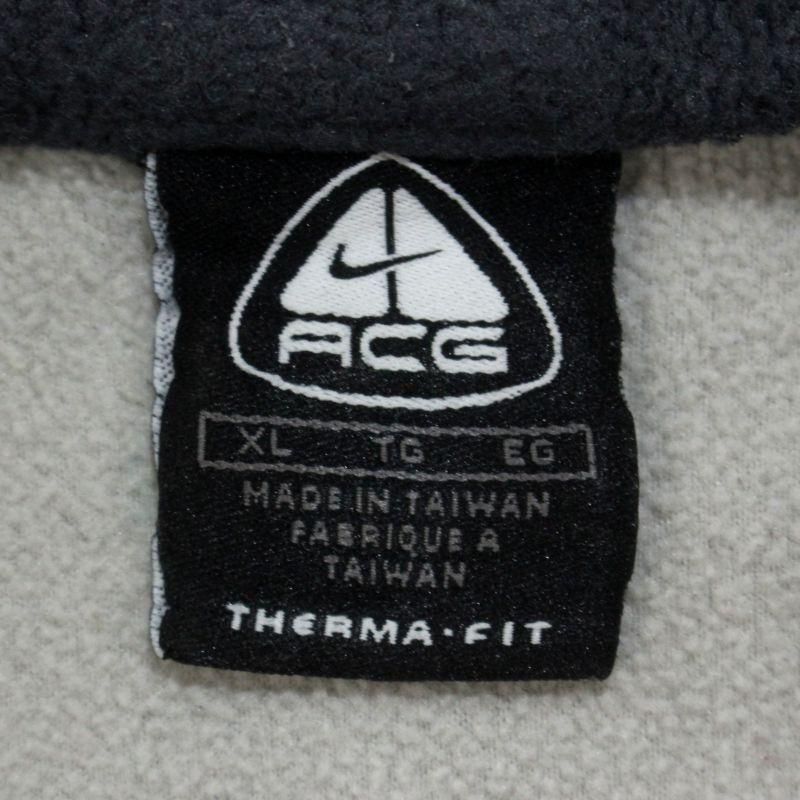 ACG
XL TG EG
MADE IN TAIWAN
FABRIQUE A
TAIWAN
THERMA·FIT